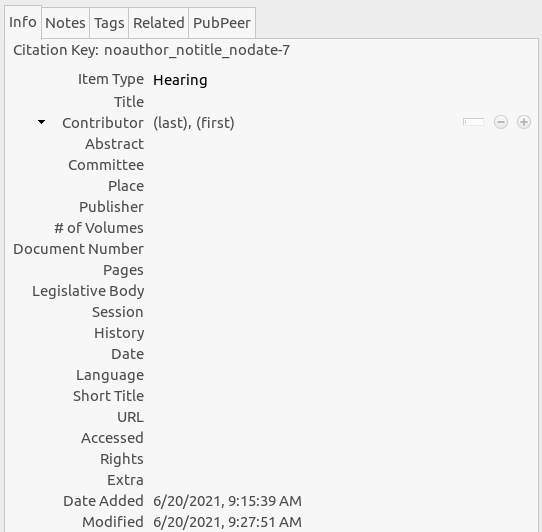 Info Notes Tags Related PubPeer
Citation Key: noauthor_notitle_nodate-7
Item Type Hearing
Title
Contributor (last), (first)
Abstract
Committee
Place
Publisher
# of Volumes
Document Number
Pages
Legislative Body
Session
History
Date
Language
Short Title
URL
Accessed
Rights
Extra
Date Added 6/20/2021, 9:15:39 AM
Modified 6/20/2021, 9:27:51 AM